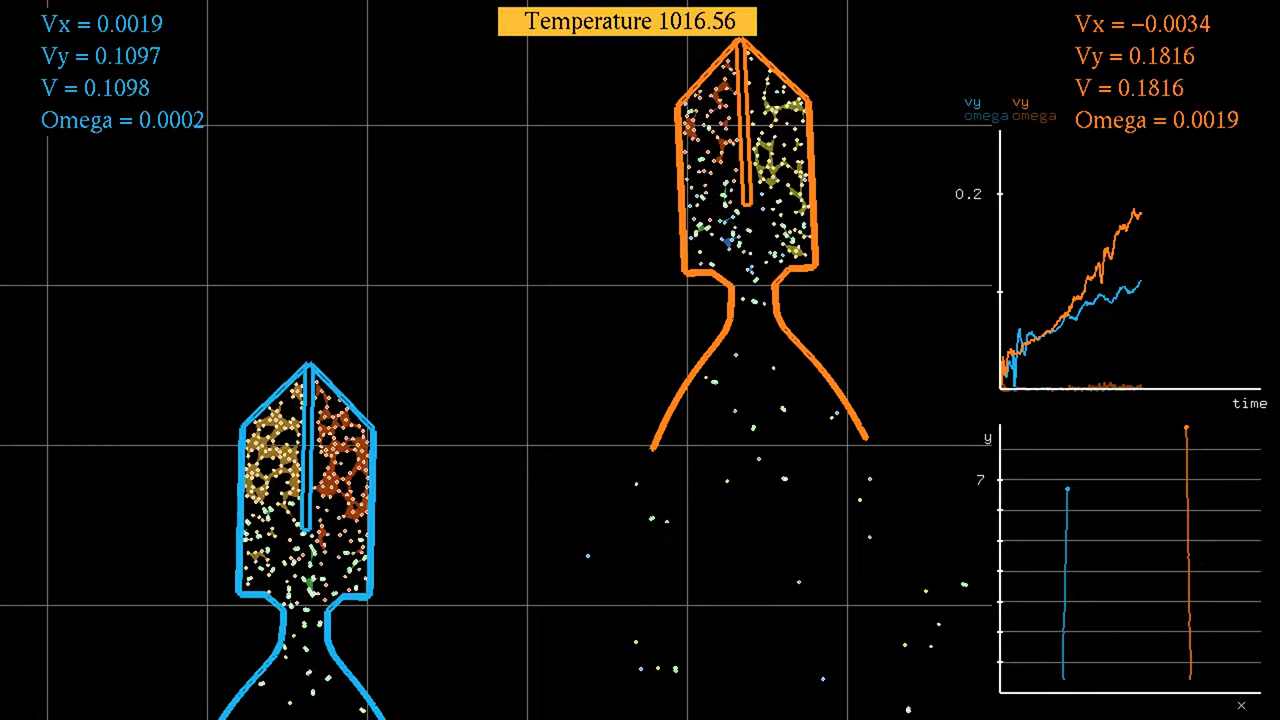 Vx = 0.0019
Vy = 0.1097
V = 0.1098
Omega = 0.0002
Temperature 1016.56
Vx = −0.0034
Vy = 0.1816
V = 0.1816
Omega = 0.0019
vy vy
omega omega
0.2
time
y
7
x